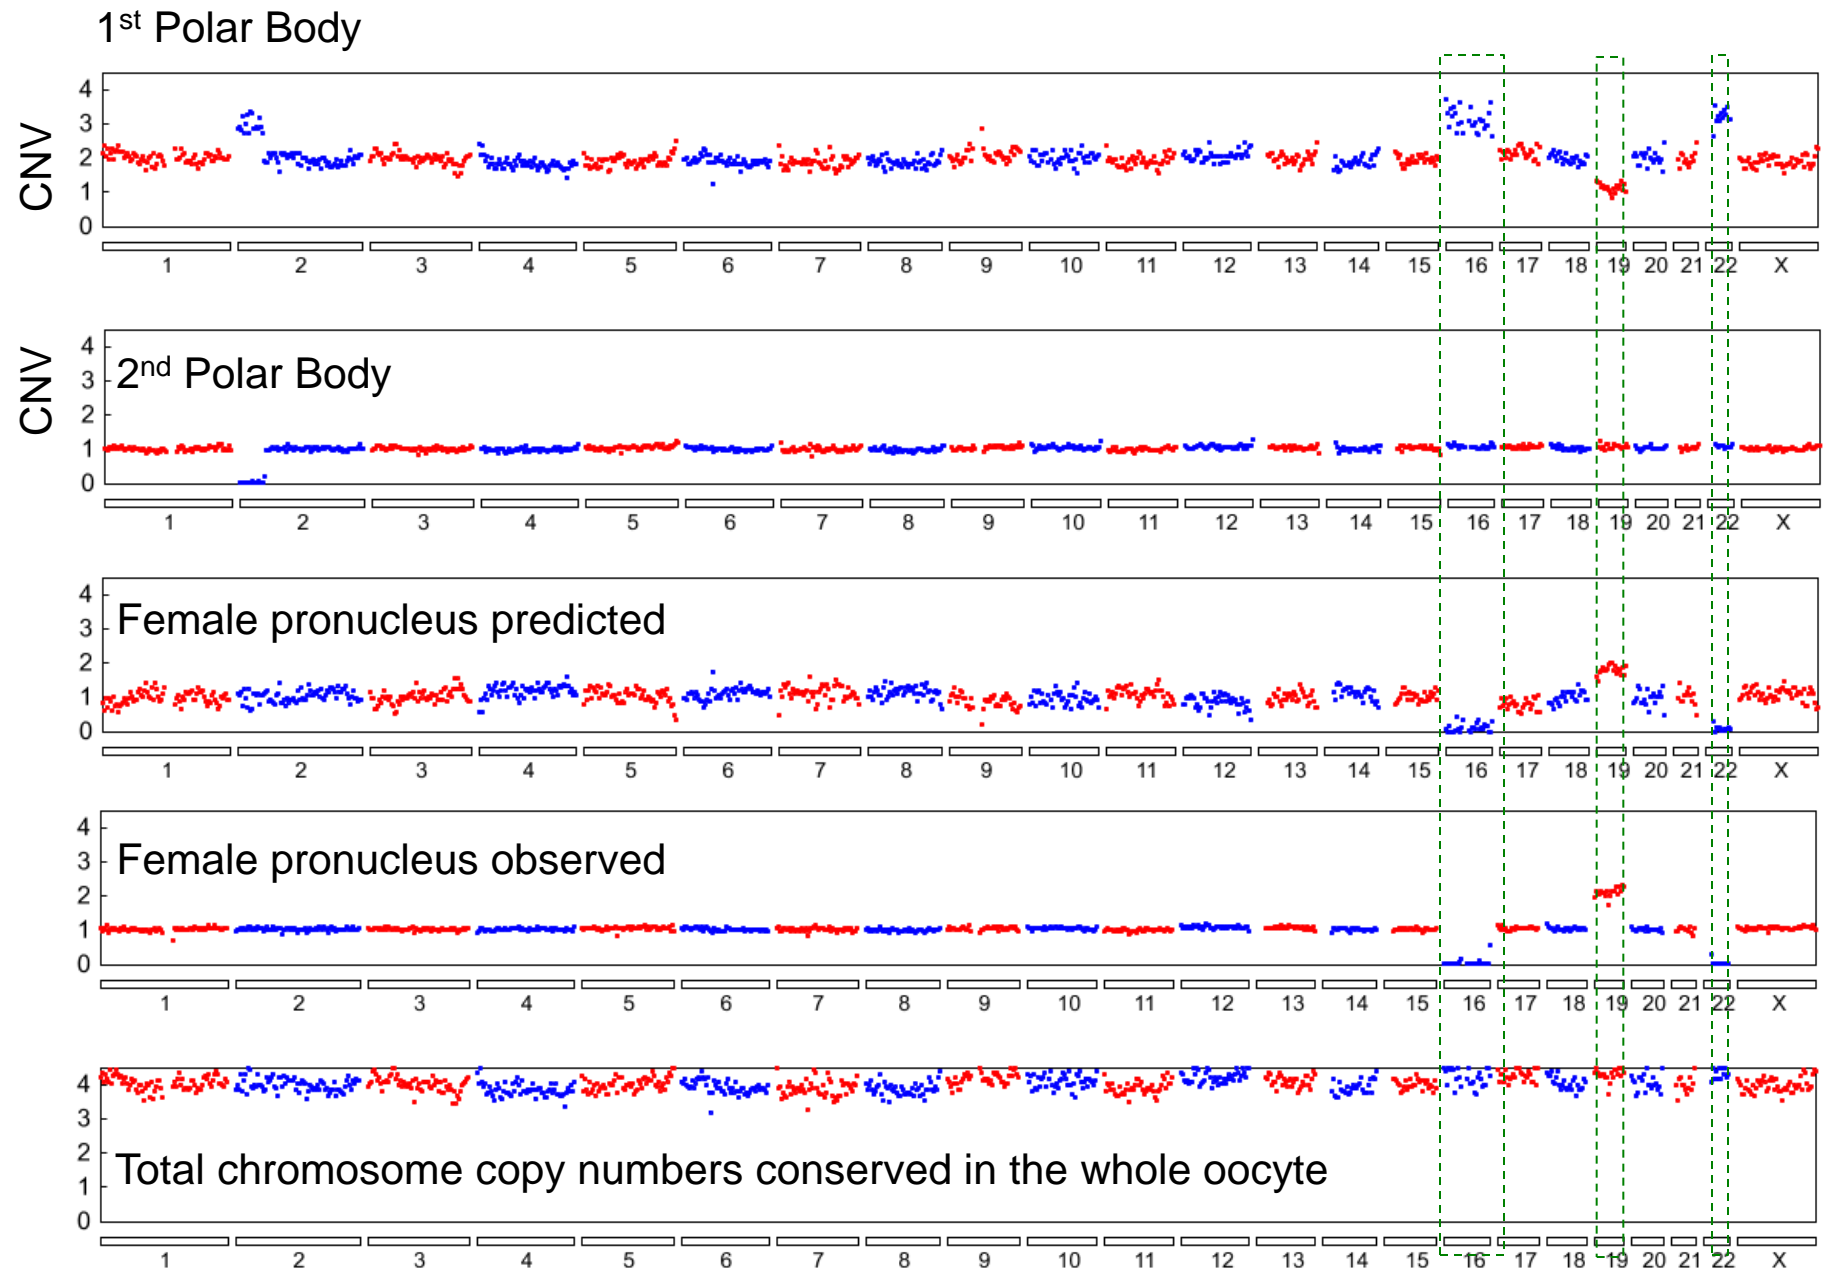 1st Polar Body
CNV
4
3
2
1
0
1 2 3 4 5 6 7 8 9 10 11 12 13 14 15 16 17 18 19 20 21 22 X
CNV
2nd Polar Body
4
3
2
1
0
1 2 3 4 5 6 7 8 9 10 11 12 13 14 15 16 17 18 19 20 21 22 X
Female pronucleus predicted
4
3
2
1
0
1 2 3 4 5 6 7 8 9 10 11 12 13 14 15 16 17 18 19 20 21 22 X
Female pronucleus observed
4
3
2
1
0
1 2 3 4 5 6 7 8 9 10 11 12 13 14 15 16 17 18 19 20 21 22 X
4
3
2
Total chromosome copy numbers conserved in the whole oocyte
1
0
1 2 3 4 5 6 7 8 9 10 11 12 13 14 15 16 17 18 19 20 21 22 X